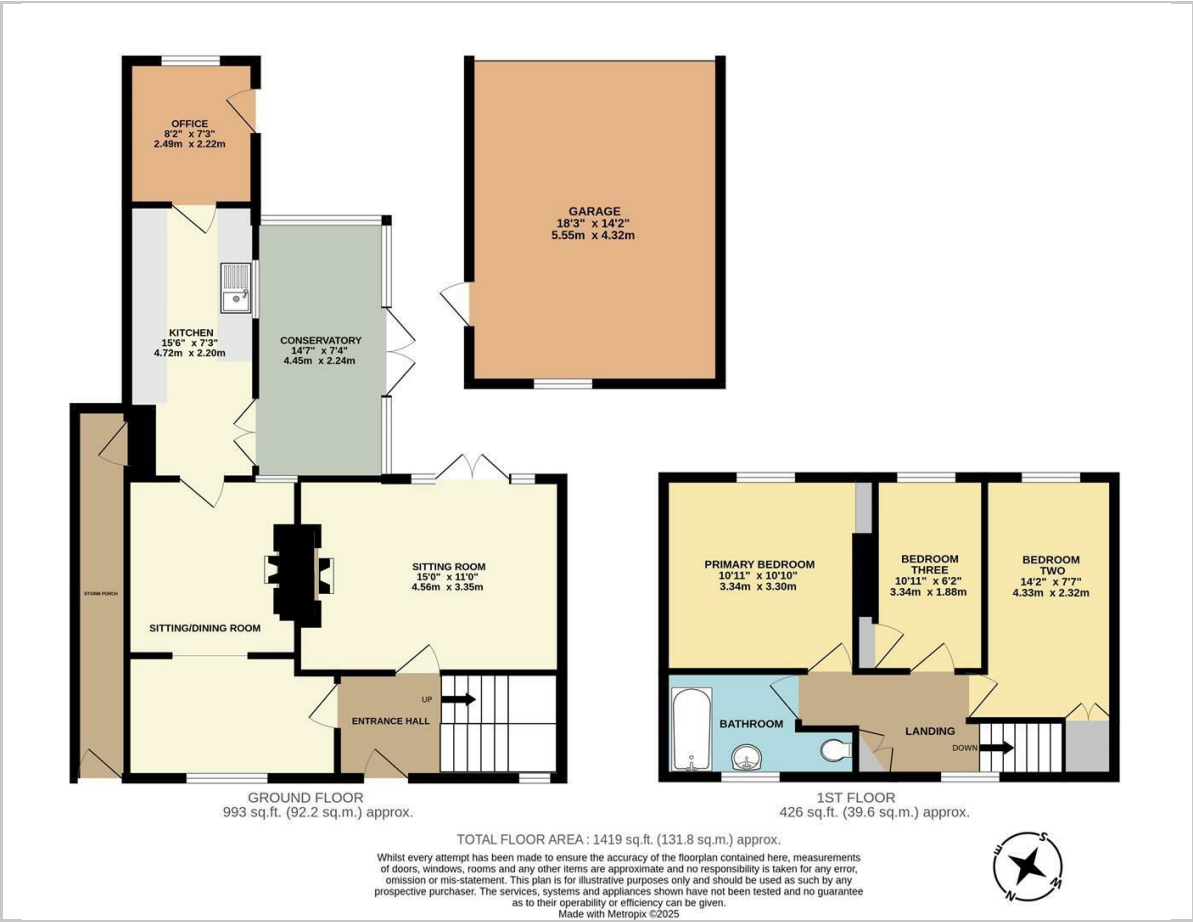 OFFICE
8'2" x 7'3"
2.49m x 2.22m
GARAGE
18'3" x 14'2"
5.55m x 4.32m
KITCHEN
15'6" x 7'3"
4.72m x 2.20m
CONSERVATORY
14'7" x 7'4"
4.45m x 2.24m
STORM PORCH
SITTING/DINING ROOM
SITTING ROOM
15'0" x 11'0"
4.56m x 3.35m
UP
ENTRANCE HALL
PRIMARY BEDROOM
10'11" x 10'10"
3.34m x 3.30m
BEDROOM
THREE
10'11" x 6'2"
3.34m x 1.88m
BEDROOM
TWO
14'2" x 7'7"
4.33m x 2.32m
BATHROOM
LANDING
DOWN
GROUND FLOOR
993 sq.ft. (92.2 sq.m.) approx.
1ST FLOOR
426 sq.ft. (39.6 sq.m.) approx.
TOTAL FLOOR AREA : 1419 sq.ft. (131.8 sq.m.) approx.
Whilst every attempt has been made to ensure the accuracy of the floorplan contained here, measurements
of doors, windows, rooms and any other items are approximate and no responsibility is taken for any error,
omission or mis-statement. This plan is for illustrative purposes only and should be used as such by any
prospective purchaser. The services, systems and appliances shown have not been tested and no guarantee
as to their operability or efficiency can be given.
Made with Metropix ©2025
S
E
W
N